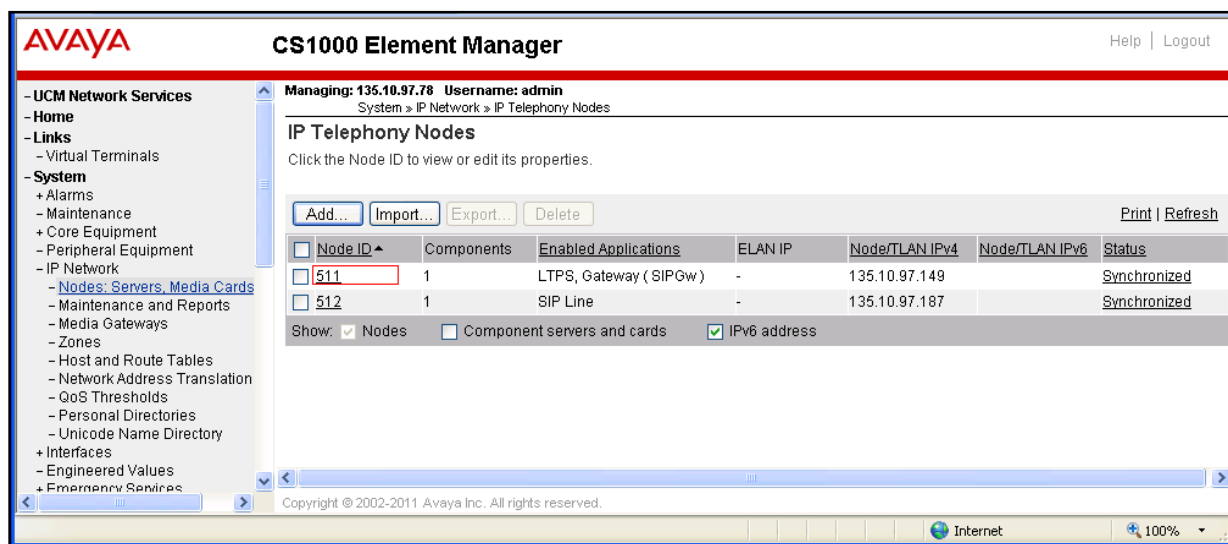 AVAYA
CS1000 Element Manager
Help | Logout
- UCM Network Services
- Home
- Links
- Virtual Terminals
- System
+ Alarms
- Maintenance
+ Core Equipment
- Peripheral Equipment
- IP Network
- Nodes: Servers, Media Cards
- Maintenance and Reports
- Media Gateways
- Zones
- Host and Route Tables
- Network Address Translation
- QoS Thresholds
- Personal Directories
- Unicode Name Directory
+ Interfaces
- Engineered Values
+ Emergency Services
Managing: 135.10.97.78 Username: admin
System » IP Network » IP Telephony Nodes
IP Telephony Nodes
Click the Node ID to view or edit its properties.
Add... Import... Export... Delete Print | Refresh
Node ID Components Enabled Applications ELAN IP Node/TLAN IPv4 Node/TLAN IPv6 Status
511 1 LTPS, Gateway ( SIPGw ) - 135.10.97.149 Synchronized
512 1 SIP Line - 135.10.97.187 Synchronized
Show: Nodes Component servers and cards IPv6 address
Copyright © 2002-2011 Avaya Inc. All rights reserved.
Internet 100%